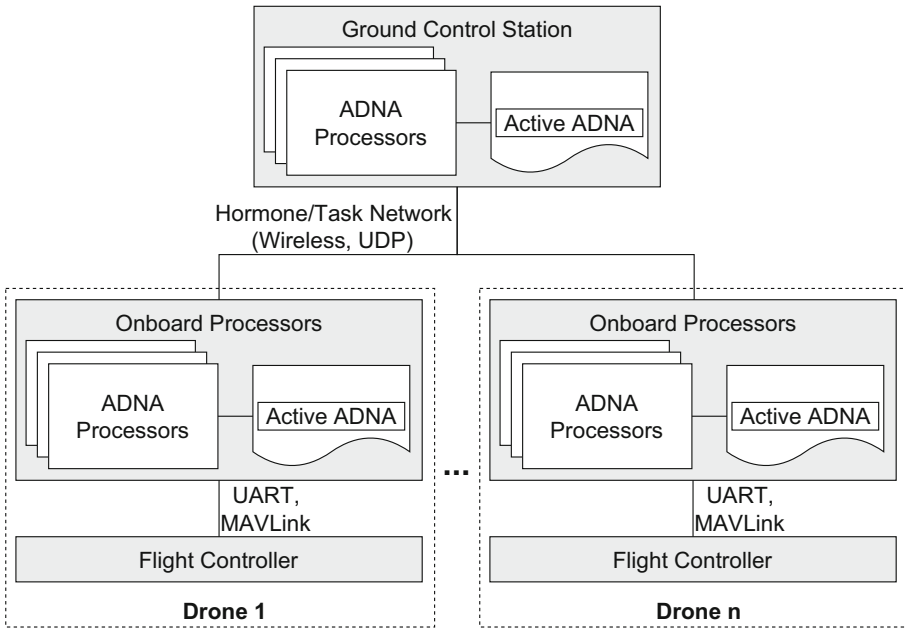 Ground Control Station
ADNA
Processors
Active ADNA
Hormone/Task Network
(Wireless, UDP)
Onboard Processors
ADNA
Processors
Active ADNA
UART,
MAVLink
Flight Controller
Drone 1
...
Onboard Processors
ADNA
Processors
Active ADNA
UART,
MAVLink
Flight Controller
Drone n